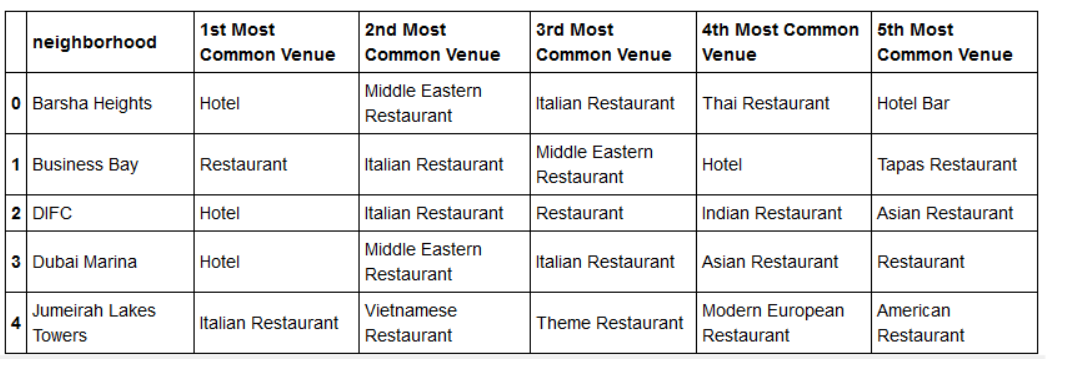 neighborhood 1st Most Common Venue 2nd Most Common Venue 3rd Most Common Venue 4th Most Common Venue 5th Most Common Venue
0 Barsha Heights Hotel Middle Eastern Restaurant Italian Restaurant Thai Restaurant Hotel Bar
1 Business Bay Restaurant Italian Restaurant Middle Eastern Restaurant Hotel Tapas Restaurant
2 DIFC Hotel Italian Restaurant Restaurant Indian Restaurant Asian Restaurant
3 Dubai Marina Hotel Middle Eastern Restaurant Italian Restaurant Asian Restaurant Restaurant
4 Jumeirah Lakes Towers Italian Restaurant Vietnamese Restaurant Theme Restaurant Modern European Restaurant American Restaurant